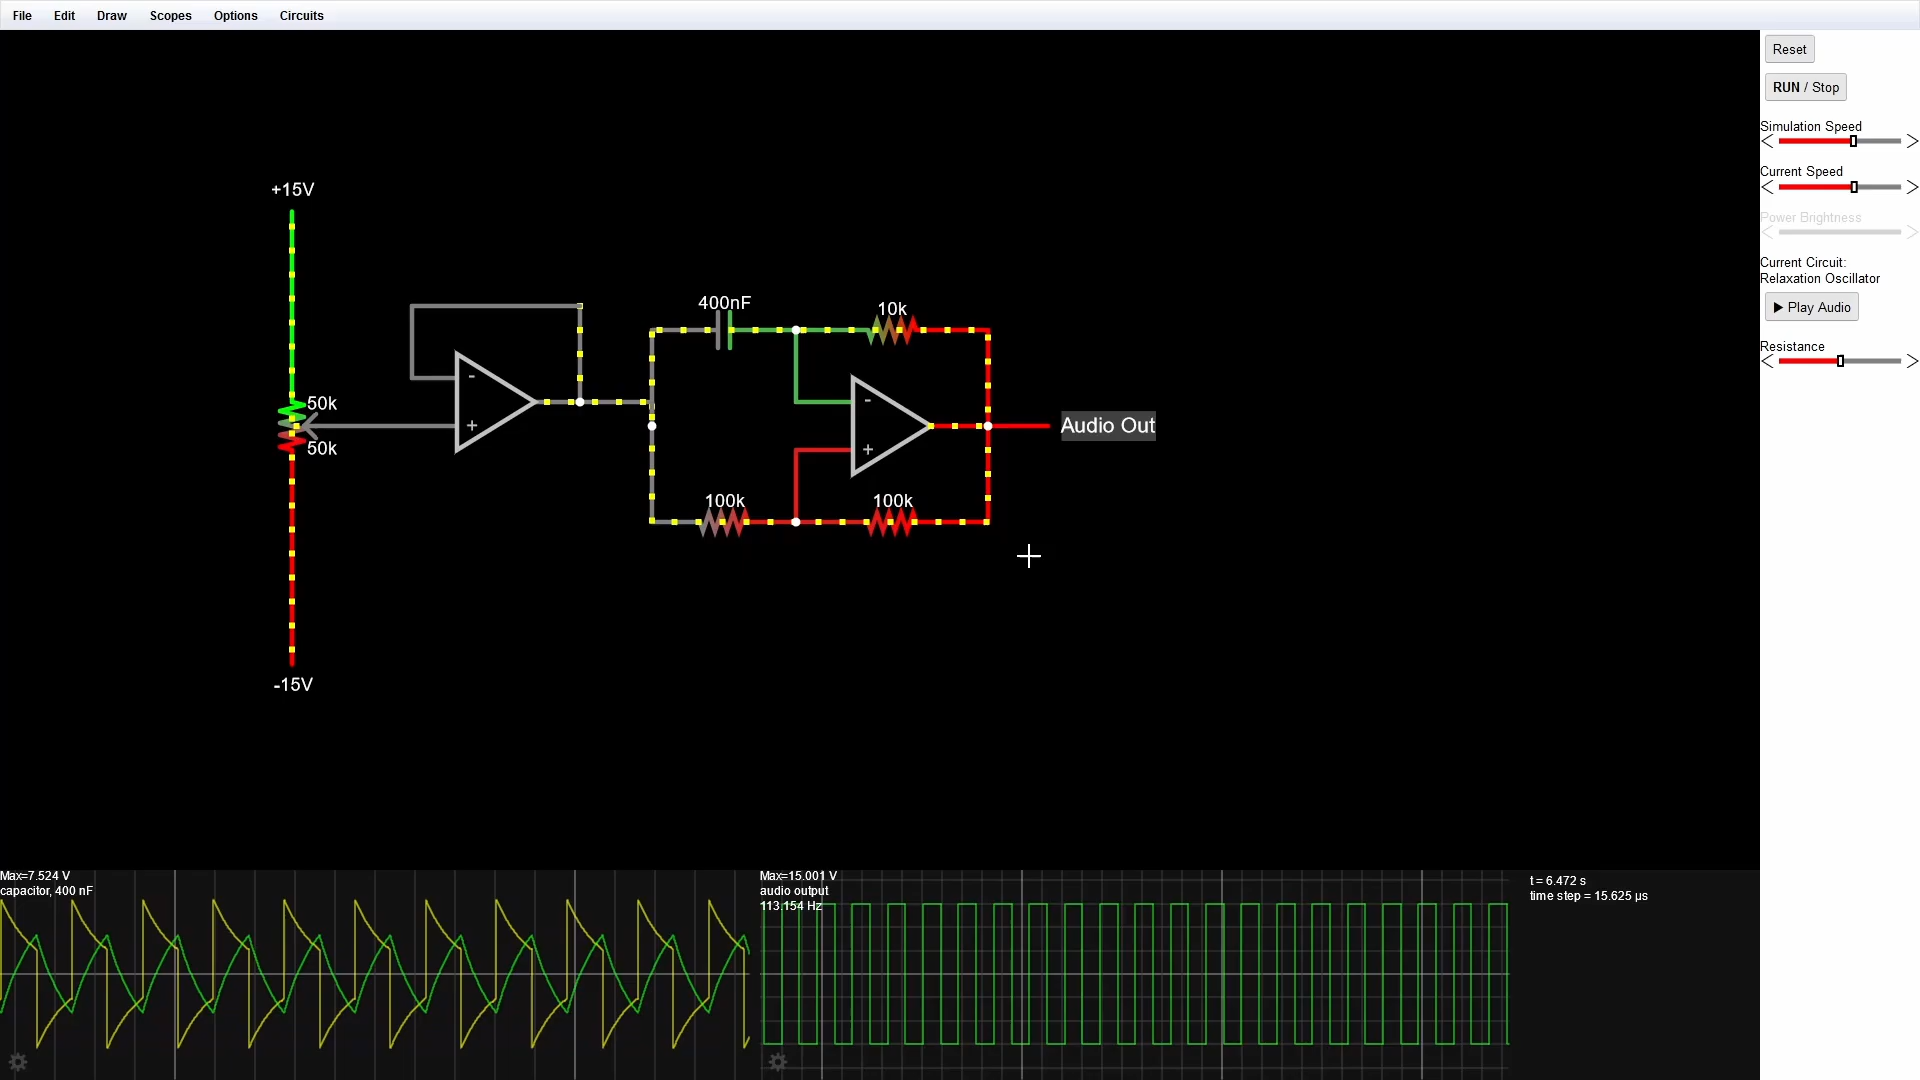 File Edit Draw Scopes Options Circuits
Reset
RUN / Stop
Simulation Speed
Current Speed
Power Brightness
Current Circuit:
Relaxation Oscillator
▶ Play Audio
Resistance
+15V
50k
50k
-15V
-
+
400nF
10k
-
+
Audio Out
100k
100k
Max=7.524 V
capacitor, 400 nF
Max=15.001 V
audio output
113.154 Hz
t = 6.472 s
time step = 15.625 µs